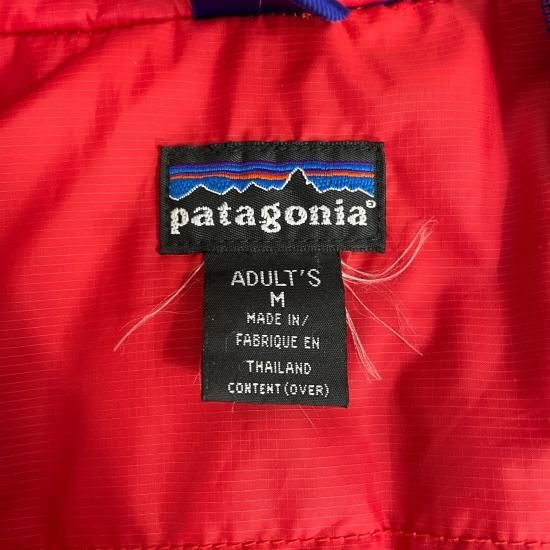 patagonia®
ADULT'S
M
MADE IN/
FABRIQUE EN
THAILAND
CONTENT (OVER)